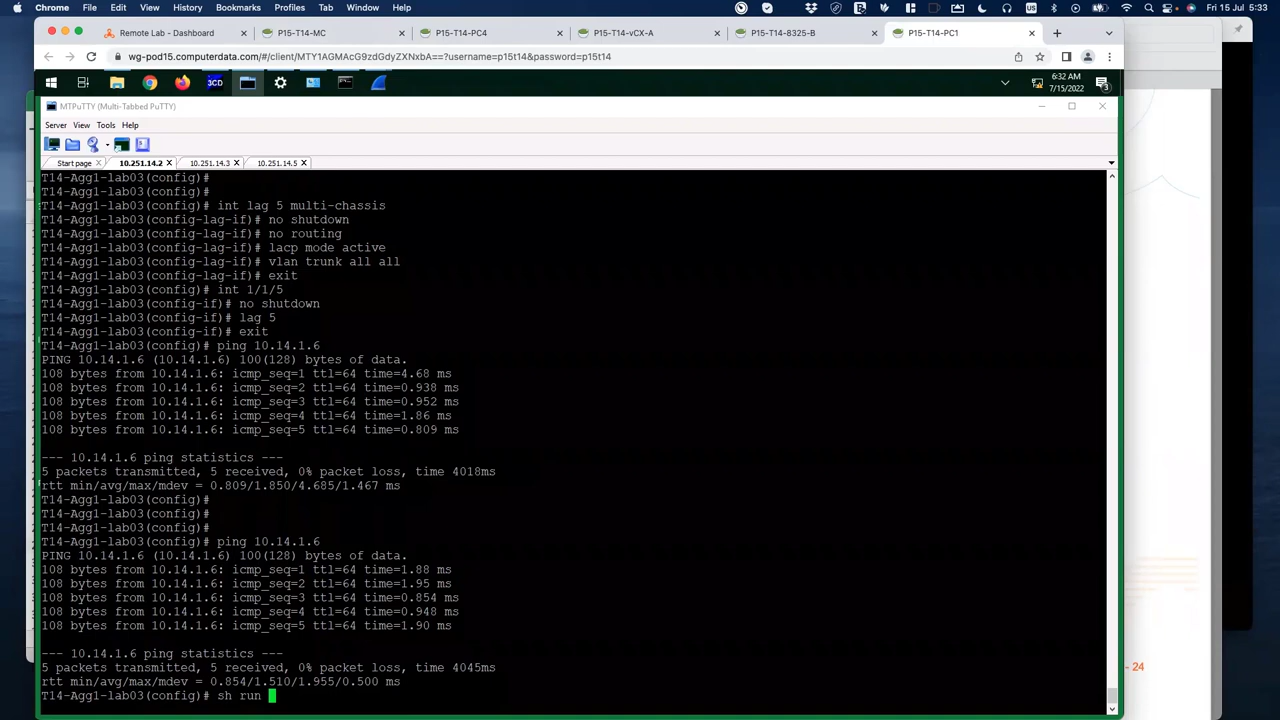 Chrome File Edit View History Bookmarks Profiles Tab Window Help
Fri 15 Jul 5:33
Remote Lab - Dashboard
P15-T14-MC
P15-T14-PC4
P15-T14-vCX-A
P15-T14-8325-B
P15-T14-PC1
wg-pod15.computerdata.com/#/client/MTY1AGMAcG9zdGdyZXNxbA==?username=p15t14&password=p15t14
3CD
6:32 AM
7/15/2022
3
MTPuTTY (Multi-Tabbed PuTTY)
Server View Tools Help
Start page
10.251.14.2
10.251.14.3
10.251.14.5
T14-Agg1-lab03(config)#
T14-Agg1-lab03(config)#
T14-Agg1-lab03(config)# int lag 5 multi-chassis
T14-Agg1-lab03(config-lag-if)# no shutdown
T14-Agg1-lab03(config-lag-if)# no routing
T14-Agg1-lab03(config-lag-if)# lacp mode active
T14-Agg1-lab03(config-lag-if)# vlan trunk all all
T14-Agg1-lab03(config-lag-if)# exit
T14-Agg1-lab03(config)# int 1/1/5
T14-Agg1-lab03(config-if)# no shutdown
T14-Agg1-lab03(config-if)# lag 5
T14-Agg1-lab03(config-if)# exit
T14-Agg1-lab03(config)# ping 10.14.1.6
PING 10.14.1.6 (10.14.1.6) 100(128) bytes of data.
108 bytes from 10.14.1.6: icmp_seq=1 ttl=64 time=4.68 ms
108 bytes from 10.14.1.6: icmp_seq=2 ttl=64 time=0.938 ms
108 bytes from 10.14.1.6: icmp_seq=3 ttl=64 time=0.952 ms
108 bytes from 10.14.1.6: icmp_seq=4 ttl=64 time=1.86 ms
108 bytes from 10.14.1.6: icmp_seq=5 ttl=64 time=0.809 ms
--- 10.14.1.6 ping statistics ---
5 packets transmitted, 5 received, 0% packet loss, time 4018ms
rtt min/avg/max/mdev = 0.809/1.850/4.685/1.467 ms
T14-Agg1-lab03(config)#
T14-Agg1-lab03(config)#
T14-Agg1-lab03(config)#
T14-Agg1-lab03(config)# ping 10.14.1.6
PING 10.14.1.6 (10.14.1.6) 100(128) bytes of data.
108 bytes from 10.14.1.6: icmp_seq=1 ttl=64 time=1.88 ms
108 bytes from 10.14.1.6: icmp_seq=2 ttl=64 time=1.95 ms
108 bytes from 10.14.1.6: icmp_seq=3 ttl=64 time=0.854 ms
108 bytes from 10.14.1.6: icmp_seq=4 ttl=64 time=0.948 ms
108 bytes from 10.14.1.6: icmp_seq=5 ttl=64 time=1.90 ms
--- 10.14.1.6 ping statistics ---
5 packets transmitted, 5 received, 0% packet loss, time 4045ms
rtt min/avg/max/mdev = 0.854/1.510/1.955/0.500 ms
T14-Agg1-lab03(config)# sh run
- 24